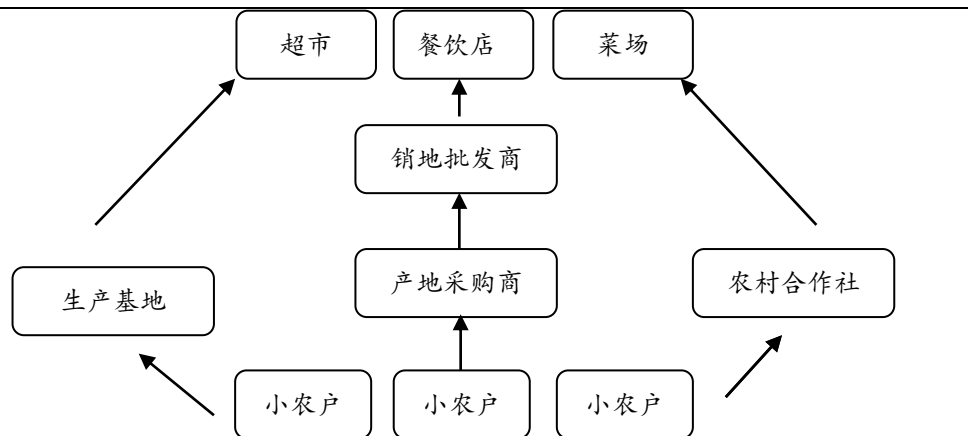 超市 餐饮店 菜场
销地批发商
产地采购商 农村合作社
生产基地
小农户 小农户 小农户